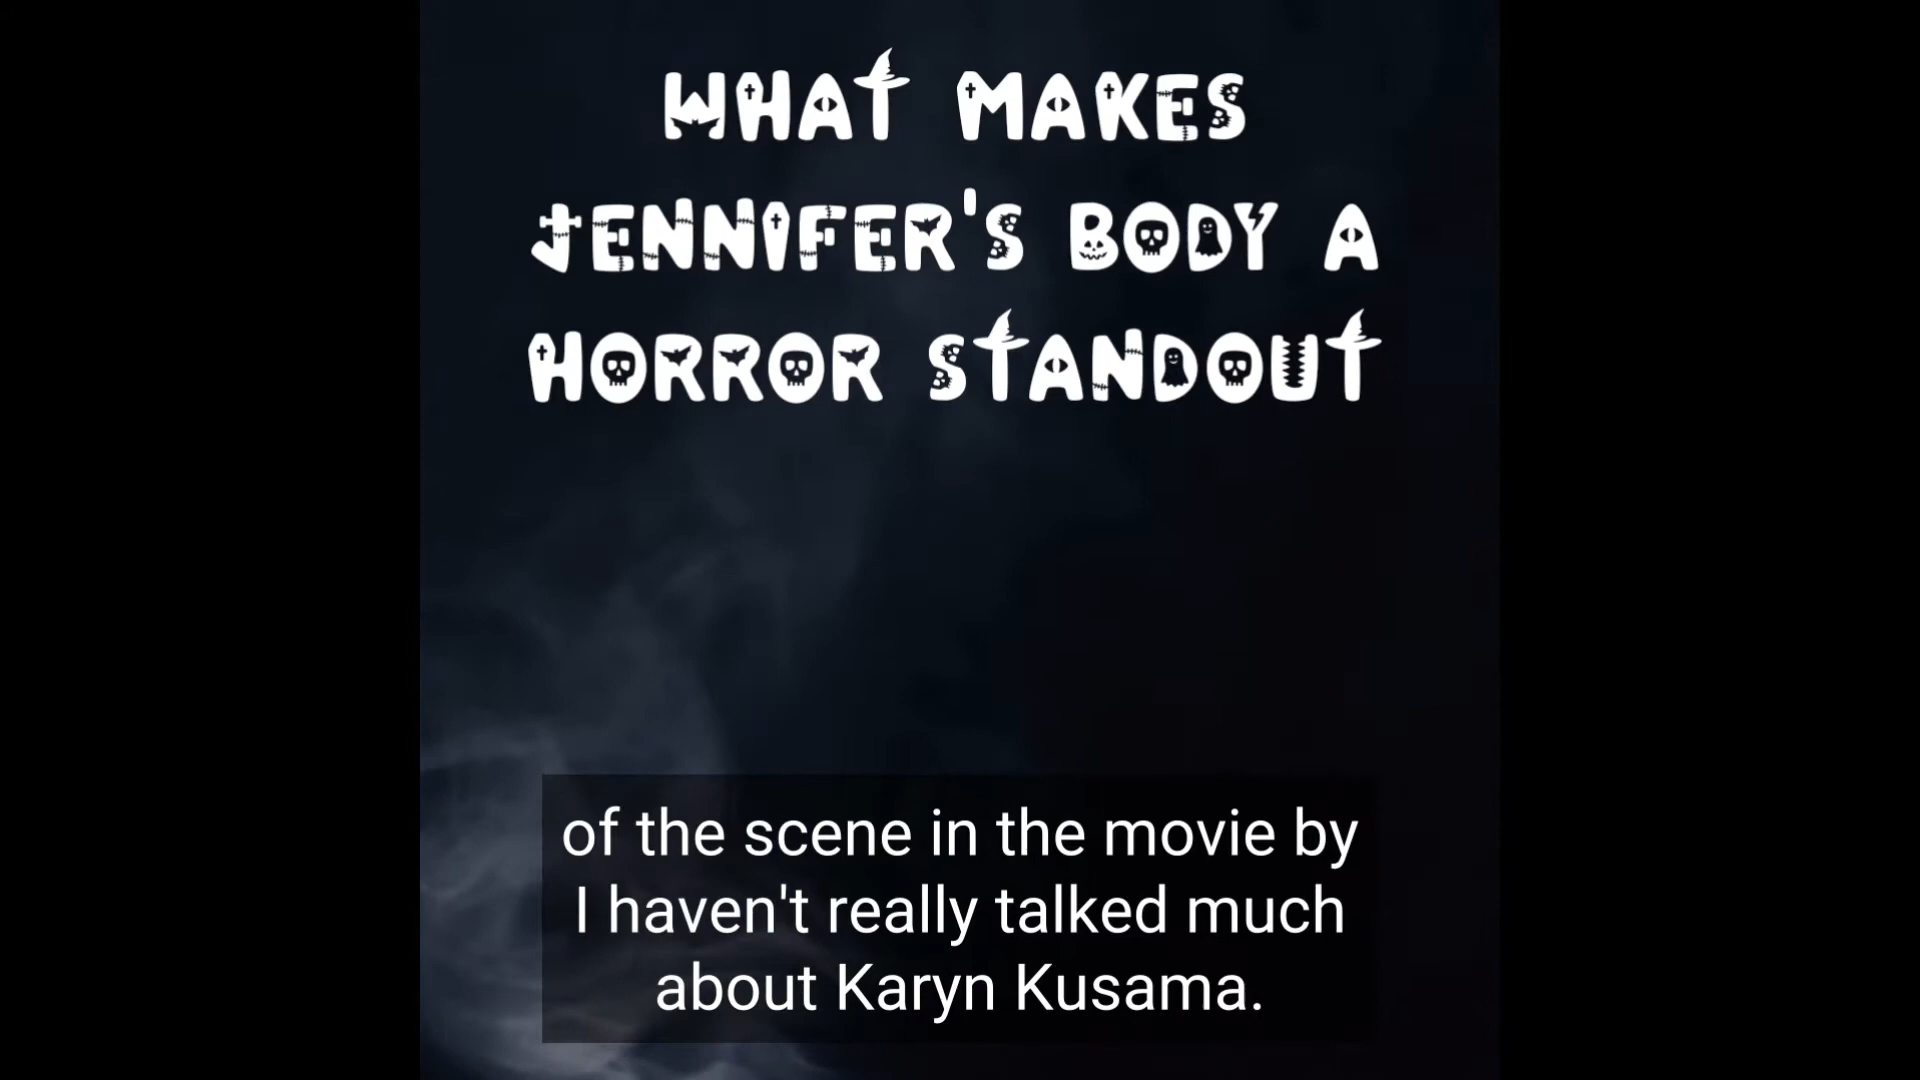 WHAT MAKES
JENNIFER'S BODY A
HORROR STANDOUT
of the scene in the movie by
I haven't really talked much
about Karyn Kusama.